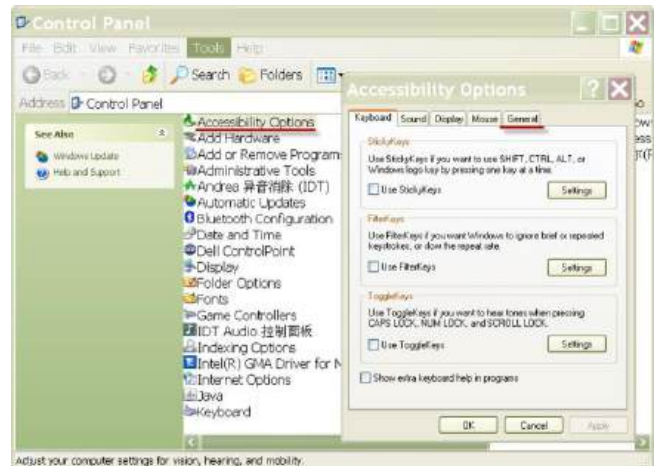 Control Panel
File Edit View Favorites Tools Help
Back Search Folders
Address Control Panel
See Also
Windows Update
Help and Support
Accessibility Options
Add Hardware
Add or Remove Program
Administrative Tools
Andrea 异音消除 (IDT)
Automatic Updates
Bluetooth Configuration
Date and Time
Dell ControlPoint
Display
Folder Options
Fonts
Game Controllers
IDT Audio 控制面板
Indexing Options
Intel(R) GMA Driver for
Internet Options
Java
Keyboard
Accessibility Options
Keyboard Sound Display Mouse General
StickyKeys
Use StickyKeys if you want to use SHIFT, CTRL, ALT, or
Windows logo key by pressing one key at a time.
Use StickyKeys Settings
FilterKeys
Use FilterKeys if you want Windows to ignore brief or repeated
keystrokes, or slow the repeat rate.
Use FilterKeys Settings
ToggleKeys
Use ToggleKeys if you want to hear tones when pressing
CAPS LOCK, NUM LOCK, and SCROLL LOCK.
Use ToggleKeys Settings
Show extra keyboard help in programs
OK Cancel Apply
Adjust your computer settings for vision, hearing, and mobility.